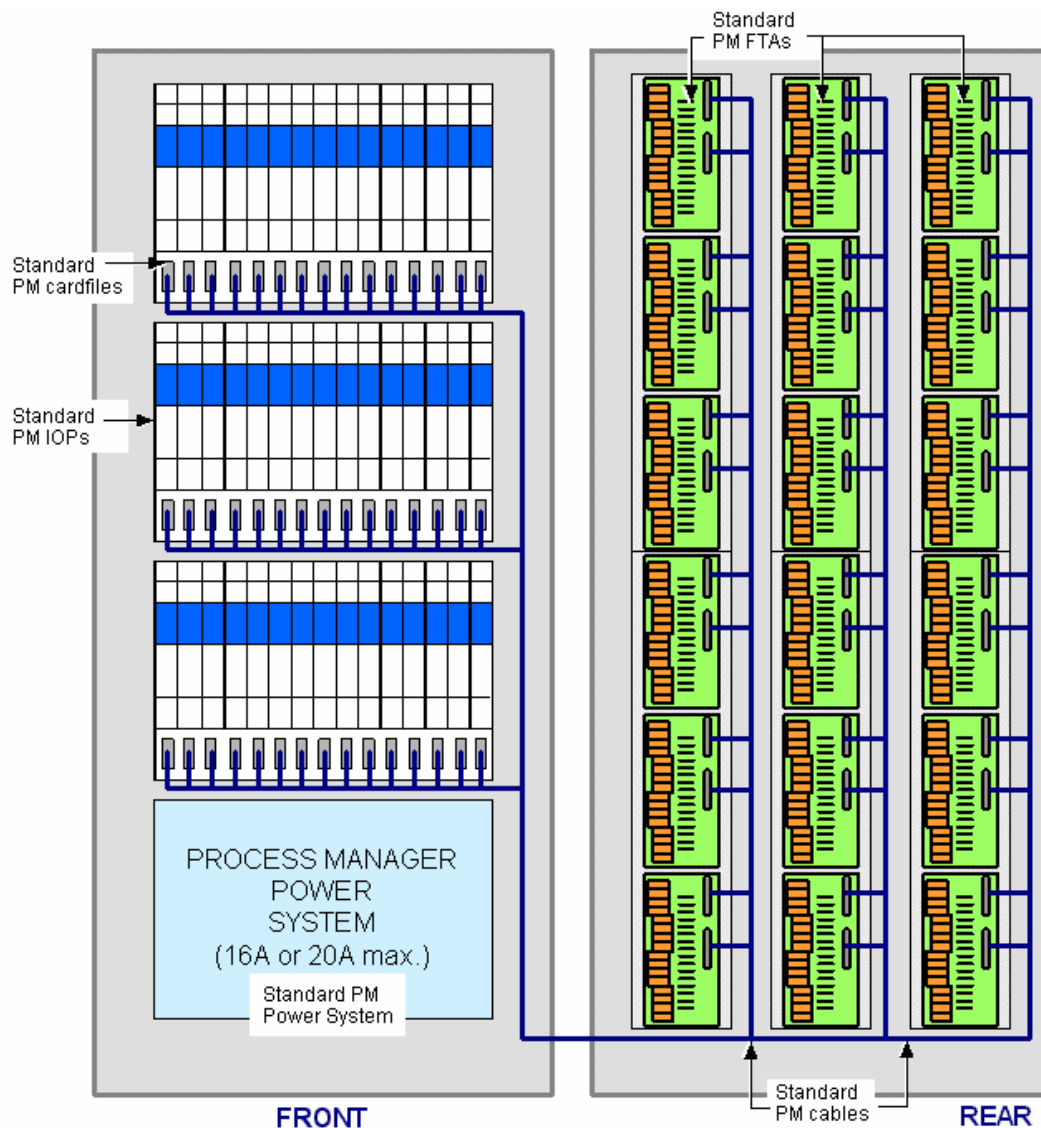 Standard
PM FTAs
Standard
PM cardfiles
Standard
PM IOPs
PROCESS MANAGER
POWER
SYSTEM
(16A or 20A max.)
Standard PM
Power System
Standard
PM cables
FRONT
REAR